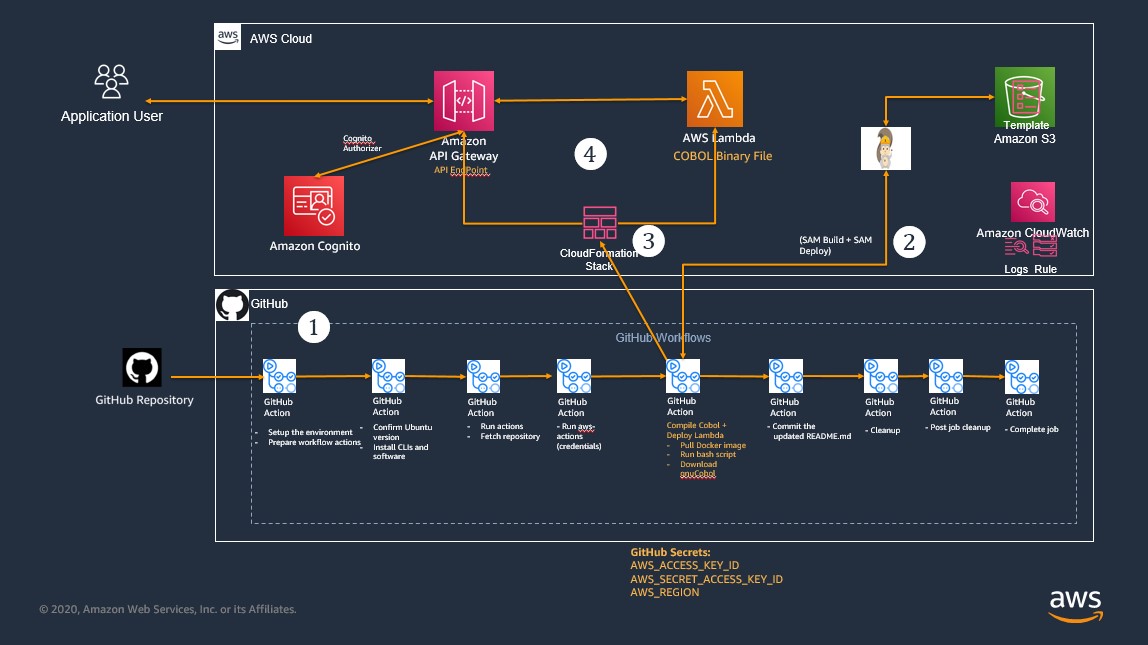 aws
AWS Cloud
Application User
Cognito
Authorizer
Amazon
API Gateway
API EndPoint
4
AWS Lambda
COBOL Binary File
Template
Amazon S3
Amazon Cognito
CloudFormation
Stack
3
(SAM Build + SAM
Deploy)
2
Amazon CloudWatch
Logs Rule
GitHub
1
GitHub Workflows
GitHub Repository
GitHub
Action
- Setup the environment
- Prepare workflow actions
GitHub
Action
- Confirm Ubuntu
version
- Install CLIs and
software
GitHub
Action
- Run actions
- Fetch repository
GitHub
Action
- Run aws-
actions
(credentials)
GitHub
Action
Compile Cobol +
Deploy Lambda
- Pull Docker image
- Run bash script
- Download
gnuCobol
GitHub
Action
- Commit the
updated README.md
GitHub
Action
- Cleanup
GitHub
Action
- Post job cleanup
GitHub
Action
- Complete job
GitHub Secrets:
AWS_ACCESS_KEY_ID
AWS_SECRET_ACCESS_KEY_ID
AWS_REGION
© 2020, Amazon Web Services, Inc. or its Affiliates.
aws